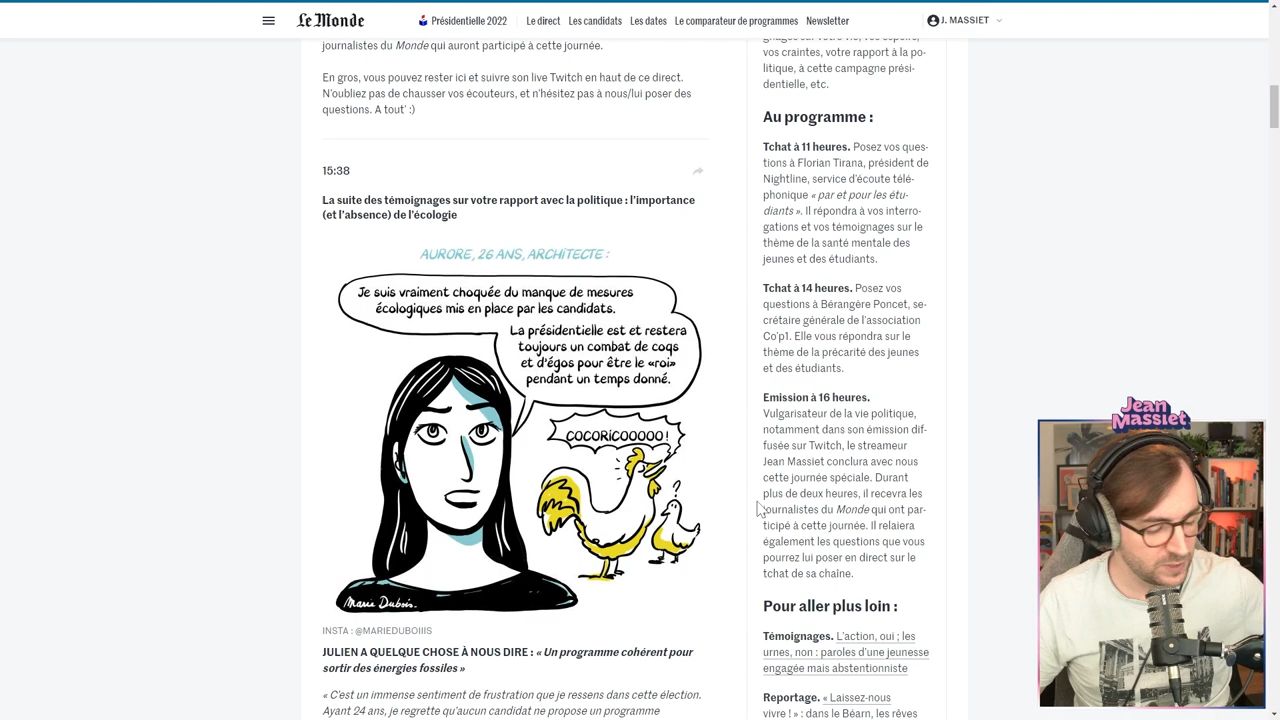 Le Monde
Présidentielle 2022
Le direct
Les candidats
Les dates
Le comparateur de programmes
Newsletter
J. MASSIET
journalistes du Monde qui auront participé à cette journée.
En gros, vous pouvez rester ici et suivre son live Twitch en haut de ce direct.
N'oubliez pas de chausser vos écouteurs, et n'hésitez pas à nous/lui poser des
questions. A tout' :)
15:38
La suite des témoignages sur votre rapport avec la politique : l'importance
(et l'absence) de l'écologie
AURORE, 26 ANS, ARCHITECTE :
Je suis vraiment choquée du manque de mesures
écologiques mis en place par les candidats.
La présidentielle est et restera
toujours un combat de coqs
et d'égos pour être le «roi»
pendant un temps donné.
COCORICOOOOO !
?
Marie Dubois.
INSTA : @MARIEDUBOIIIS
JULIEN A QUELQUE CHOSE À NOUS DIRE : « Un programme cohérent pour
sortir des énergies fossiles »
« C'est un immense sentiment de frustration que je ressens dans cette élection.
Ayant 24 ans, je regrette qu'aucun candidat ne propose un programme
gnages sur votre vie, vos espoirs,
vos craintes, votre rapport à la po-
litique, à cette campagne prési-
dentielle, etc.
Au programme :
Tchat à 11 heures. Posez vos ques-
tions à Florian Tirana, président de
Nightline, service d'écoute télé-
phonique « par et pour les étu-
diants ». Il répondra à vos interro-
gations et vos témoignages sur le
thème de la santé mentale des
jeunes et des étudiants.
Tchat à 14 heures. Posez vos
questions à Bérangère Poncet, se-
crétaire générale de l'association
Co'p1. Elle vous répondra sur le
thème de la précarité des jeunes
et des étudiants.
Emission à 16 heures.
Vulgarisateur de la vie politique,
notamment dans son émission dif-
fusée sur Twitch, le streameur
Jean Massiet conclura avec nous
cette journée spéciale. Durant
plus de deux heures, il recevra les
journalistes du Monde qui ont par-
ticipé à cette journée. Il relaiera
également les questions que vous
pourrez lui poser en direct sur le
tchat de sa chaîne.
Pour aller plus loin :
Témoignages. L'action, oui ; les
urnes, non : paroles d'une jeunesse
engagée mais abstentionniste
Reportage. « Laissez-nous
vivre ! » : dans le Béarn, les rêves
Jean
Massiet